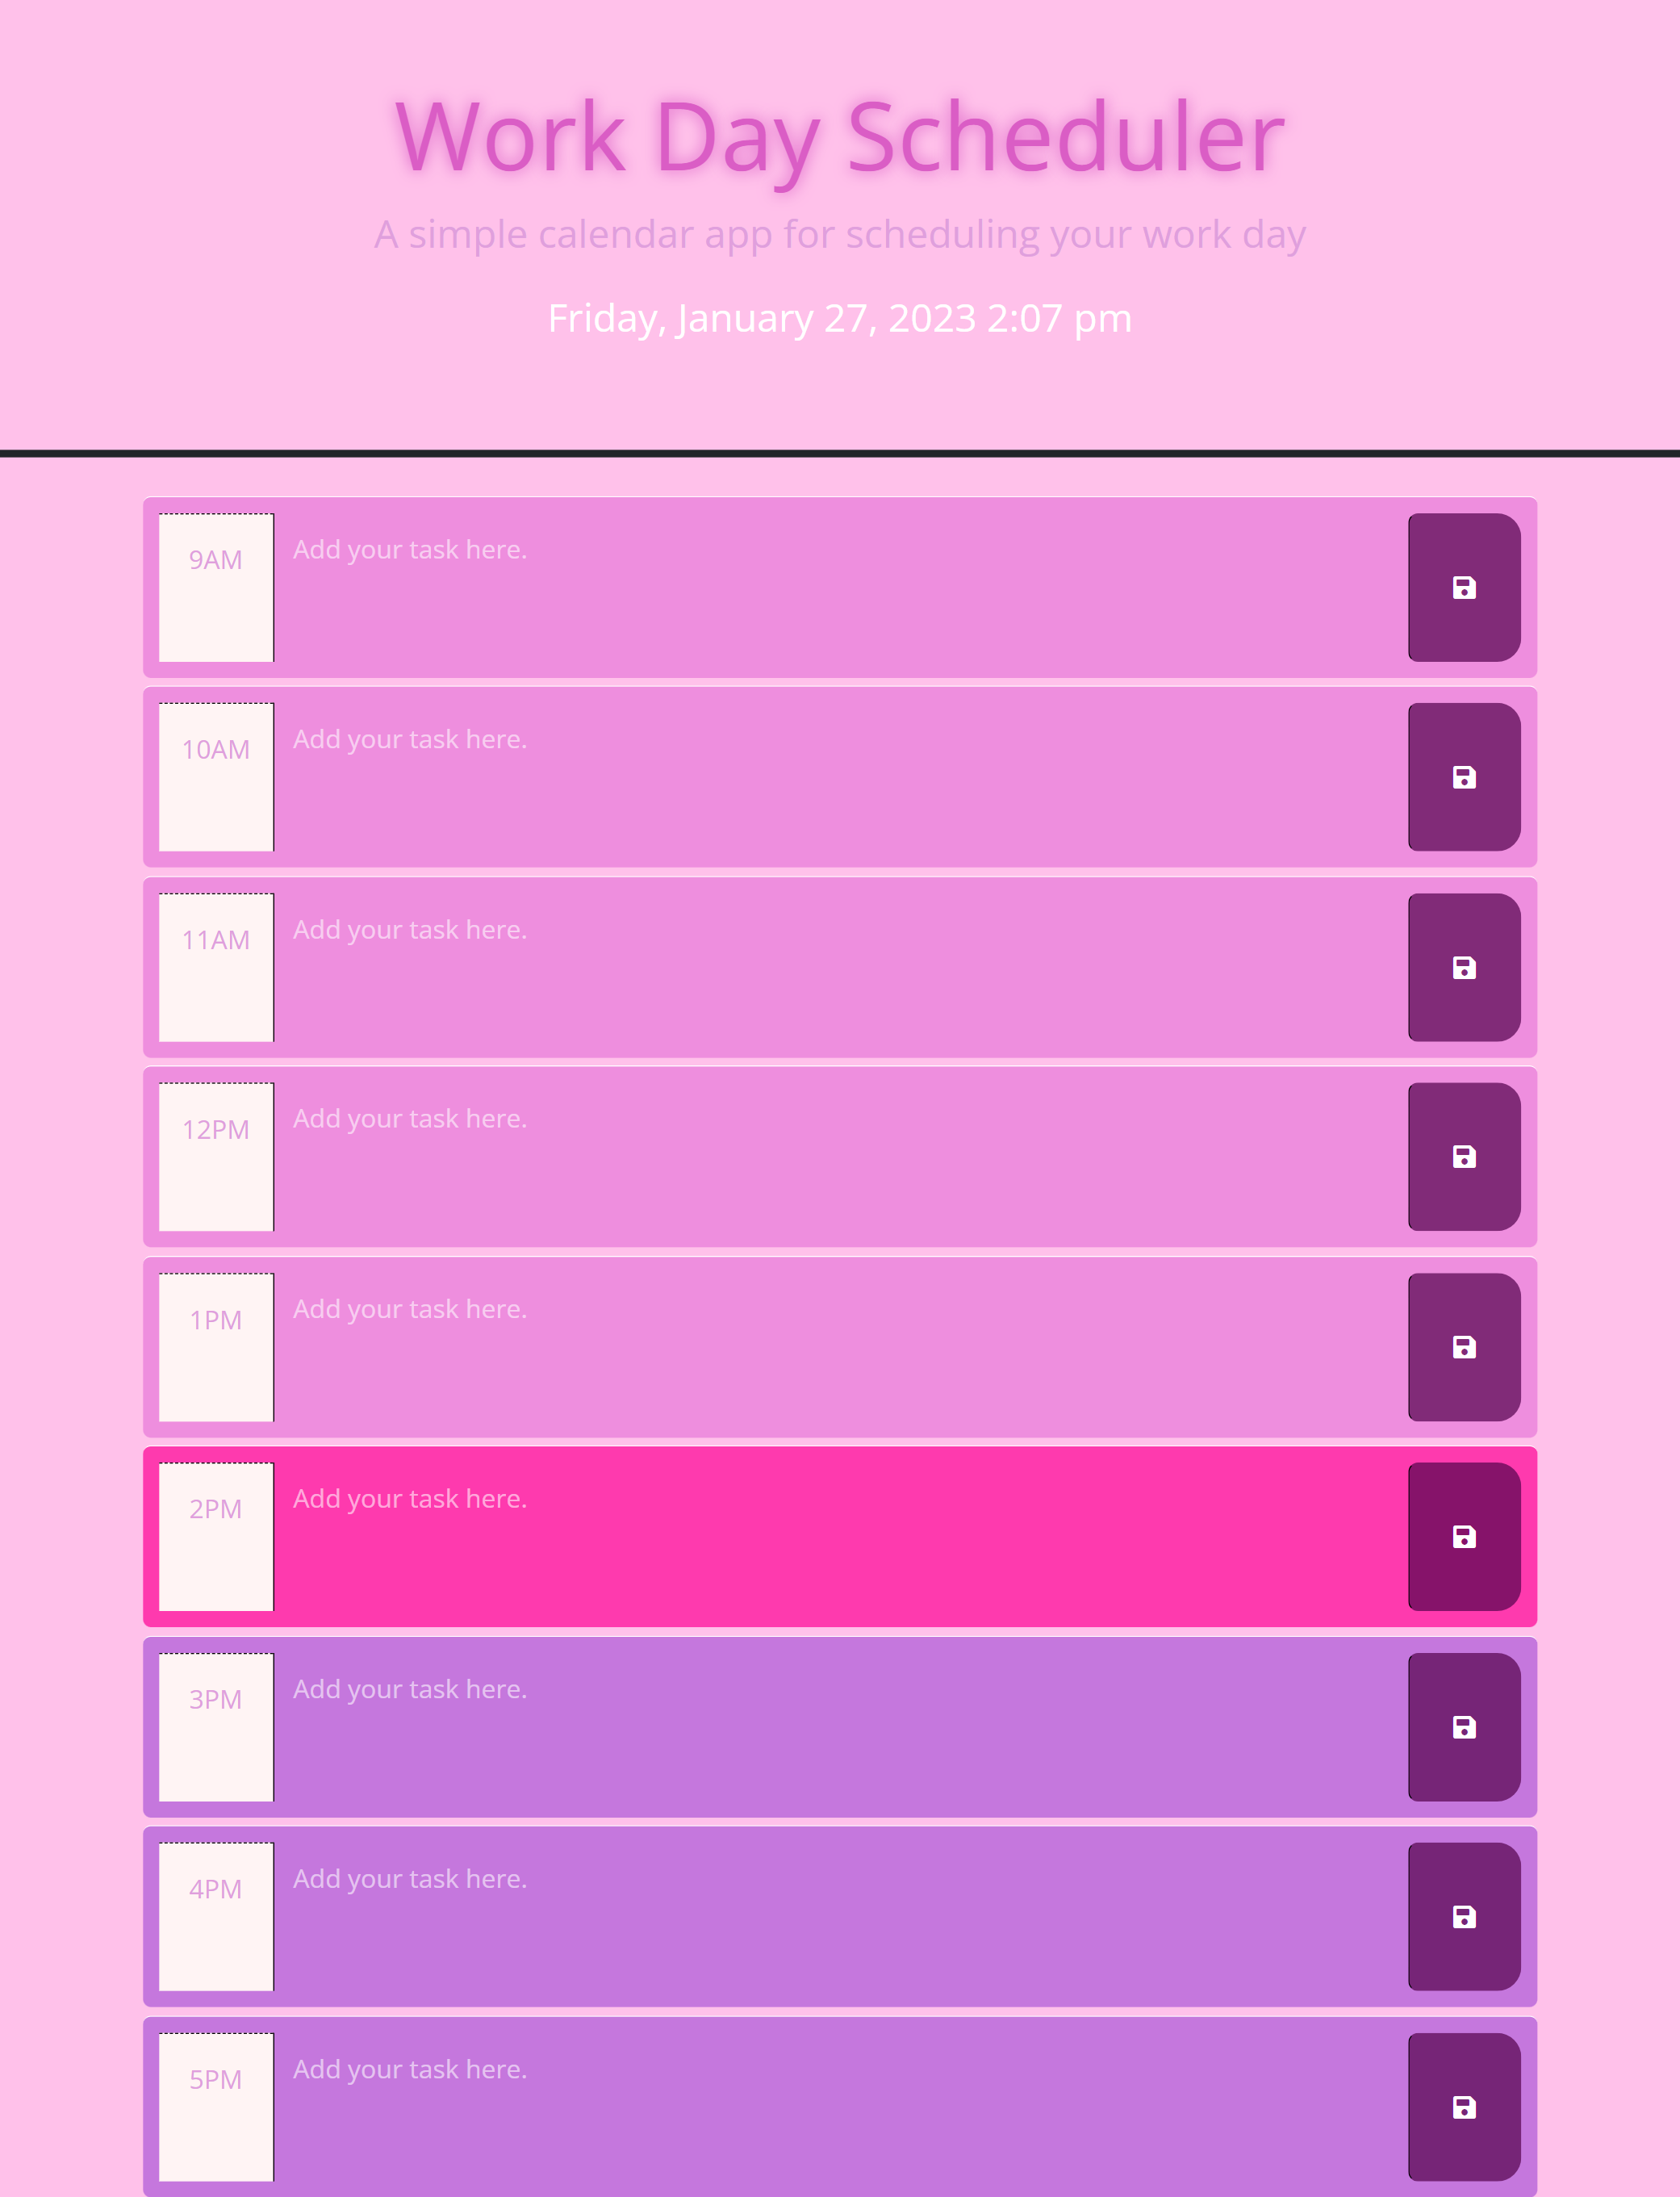 Work Day Scheduler
A simple calendar app for scheduling your work day
Friday, January 27, 2023 2:07 pm
9AM
Add your task here.
10AM
Add your task here.
11AM
Add your task here.
12PM
Add your task here.
1PM
Add your task here.
2PM
Add your task here.
3PM
Add your task here.
4PM
Add your task here.
5PM
Add your task here.